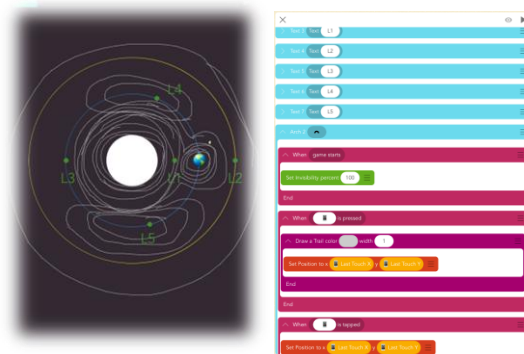 L4
L3
L1
L2
L5
Text 3 Text L1
Text 4 Text L2
Text 5 Text L3
Text 6 Text L4
Text 7 Text L5
When game starts
Set Invisibility percent 100
End
When is pressed
Draw a Trail color width 1
Set Position to x Last Touch X y Last Touch Y
End
End
When is tapped
Set Position to x Last Touch X y Last Touch Y